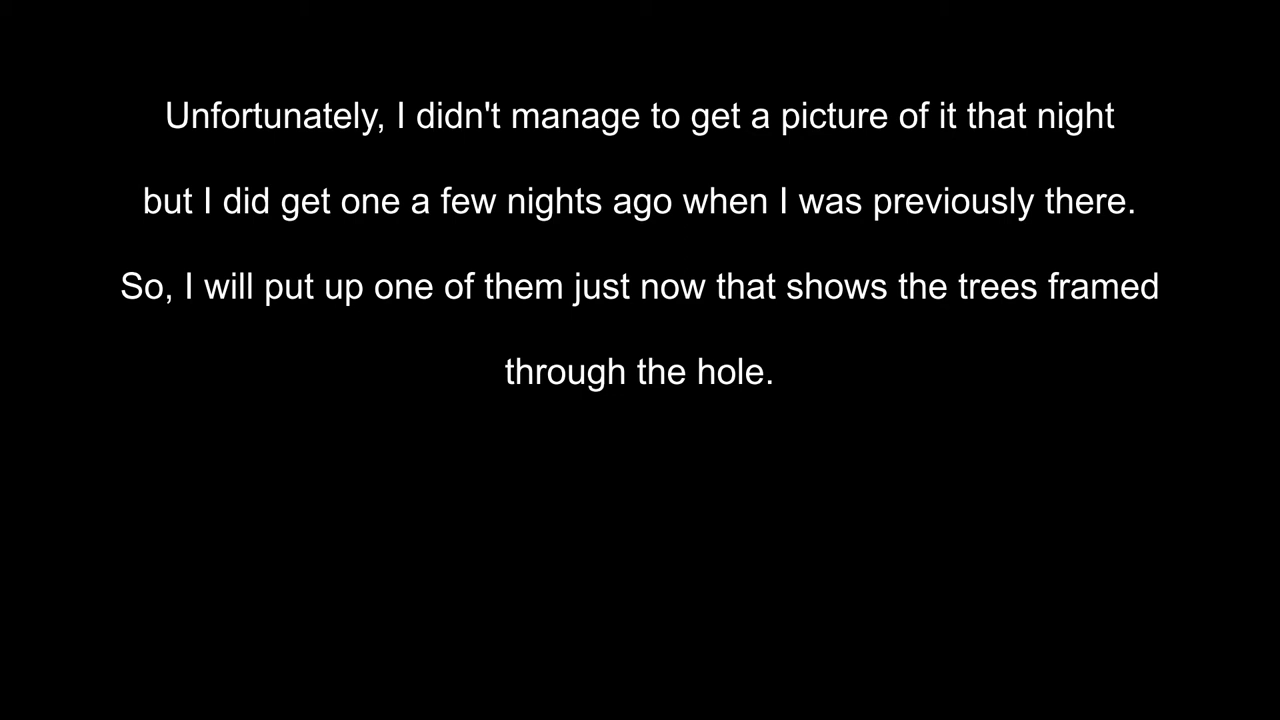 Unfortunately, I didn't manage to get a picture of it that night
but I did get one a few nights ago when I was previously there.
So, I will put up one of them just now that shows the trees framed
through the hole.